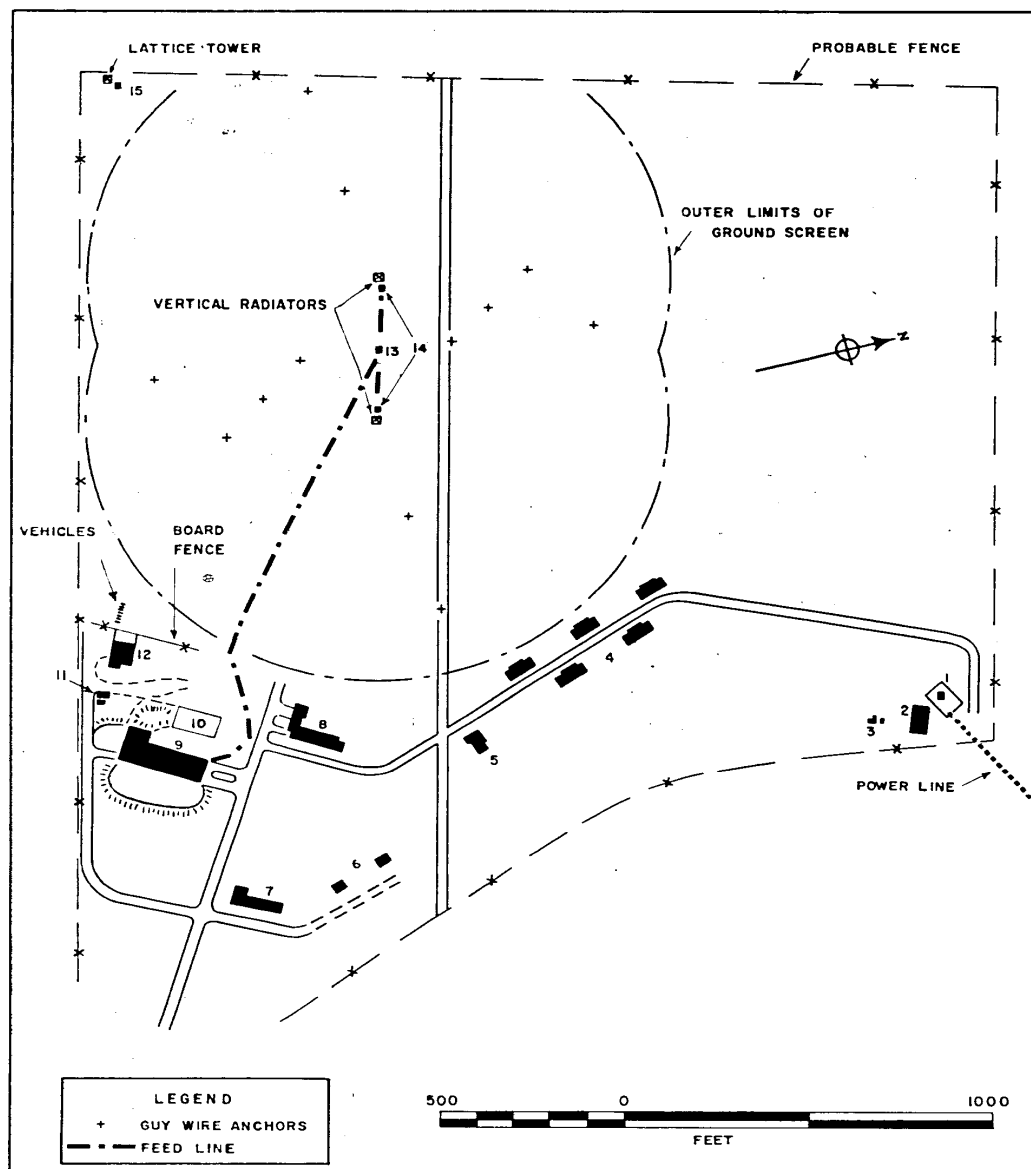 LATTICE TOWER
PROBABLE FENCE
15
OUTER LIMITS OF
GROUND SCREEN
VERTICAL RADIATORS
13
14
N
VEHICLES
BOARD
FENCE
12
11
10
9
8
4
5
1
2
3
POWER LINE
6
7
LEGEND
+ GUY WIRE ANCHORS
FEED LINE
500 0 1000
FEET